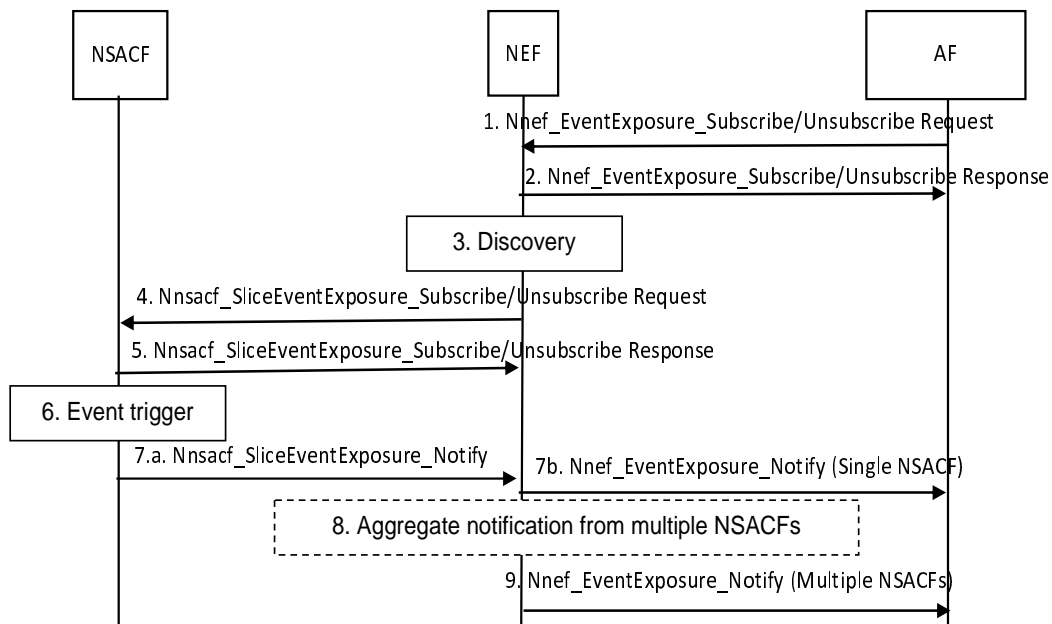 NSACF
NEF
AF
1. Nnef_EventExposure_Subscribe/Unsubscribe Request
2. Nnef_EventExposure_Subscribe/Unsubscribe Response
3. Discovery
4. Nnsacf_SliceEventExposure_Subscribe/Unsubscribe Request
5. Nnsacf_SliceEventExposure_Subscribe/Unsubscribe Response
6. Event trigger
7.a. Nnsacf_SliceEventExposure_Notify
7b. Nnef_EventExposure_Notify (Single NSACF)
8. Aggregate notification from multiple NSACFs
9. Nnef_EventExposure_Notify (Multiple NSACFs)